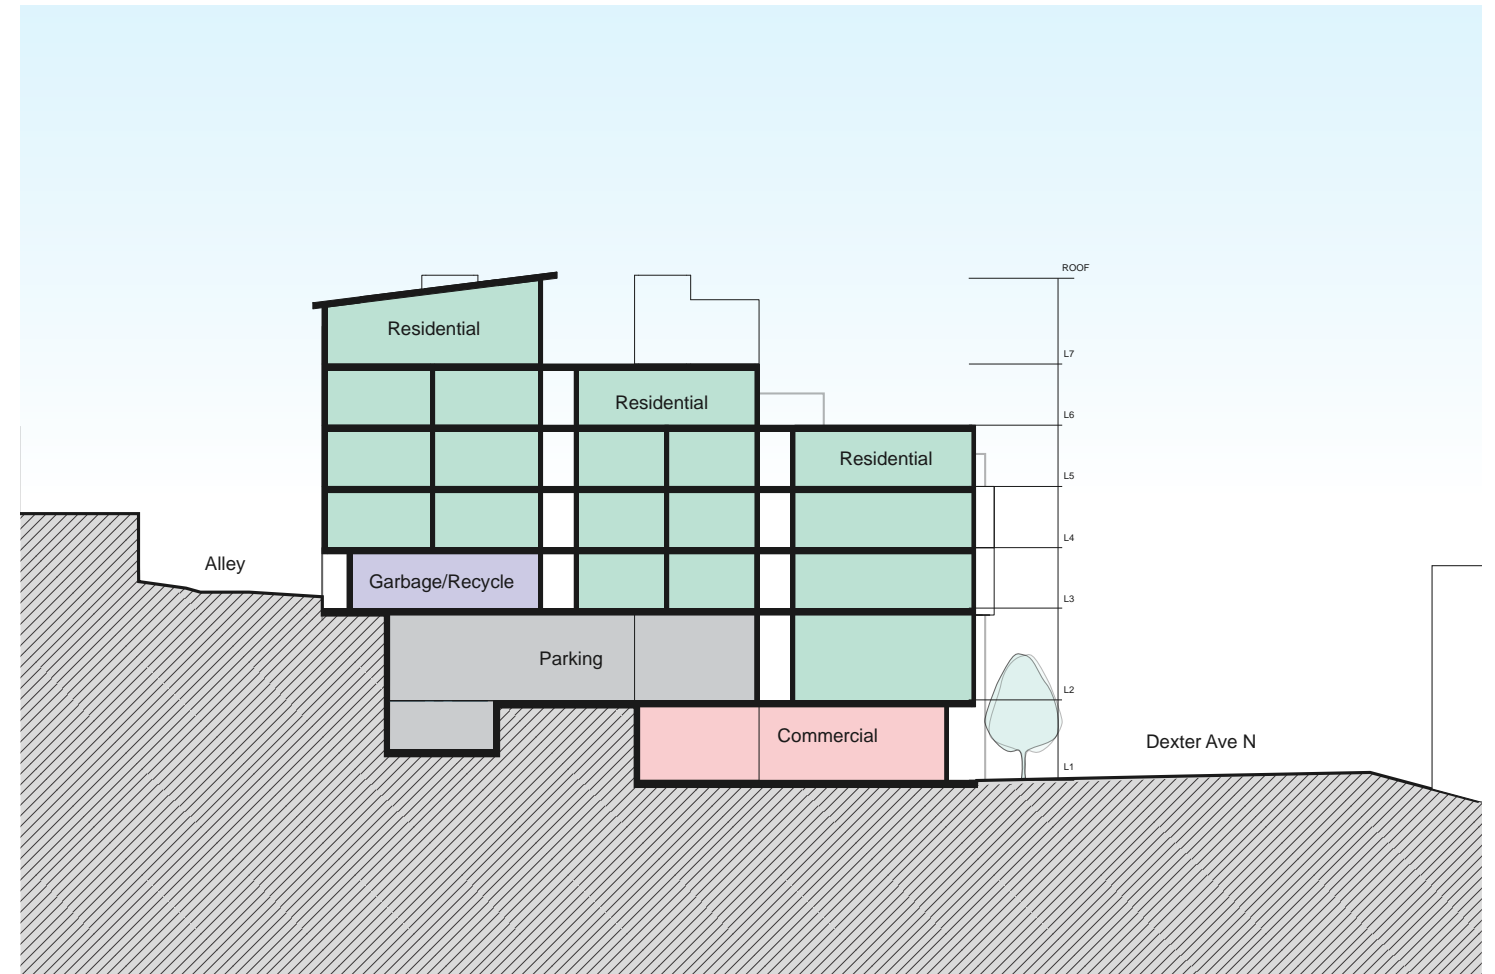 ROOF
Residential
L7
Residential
L6
Residential
L5
L4
Alley
Garbage/Recycle
L3
Parking
L2
Commercial
Dexter Ave N
L1